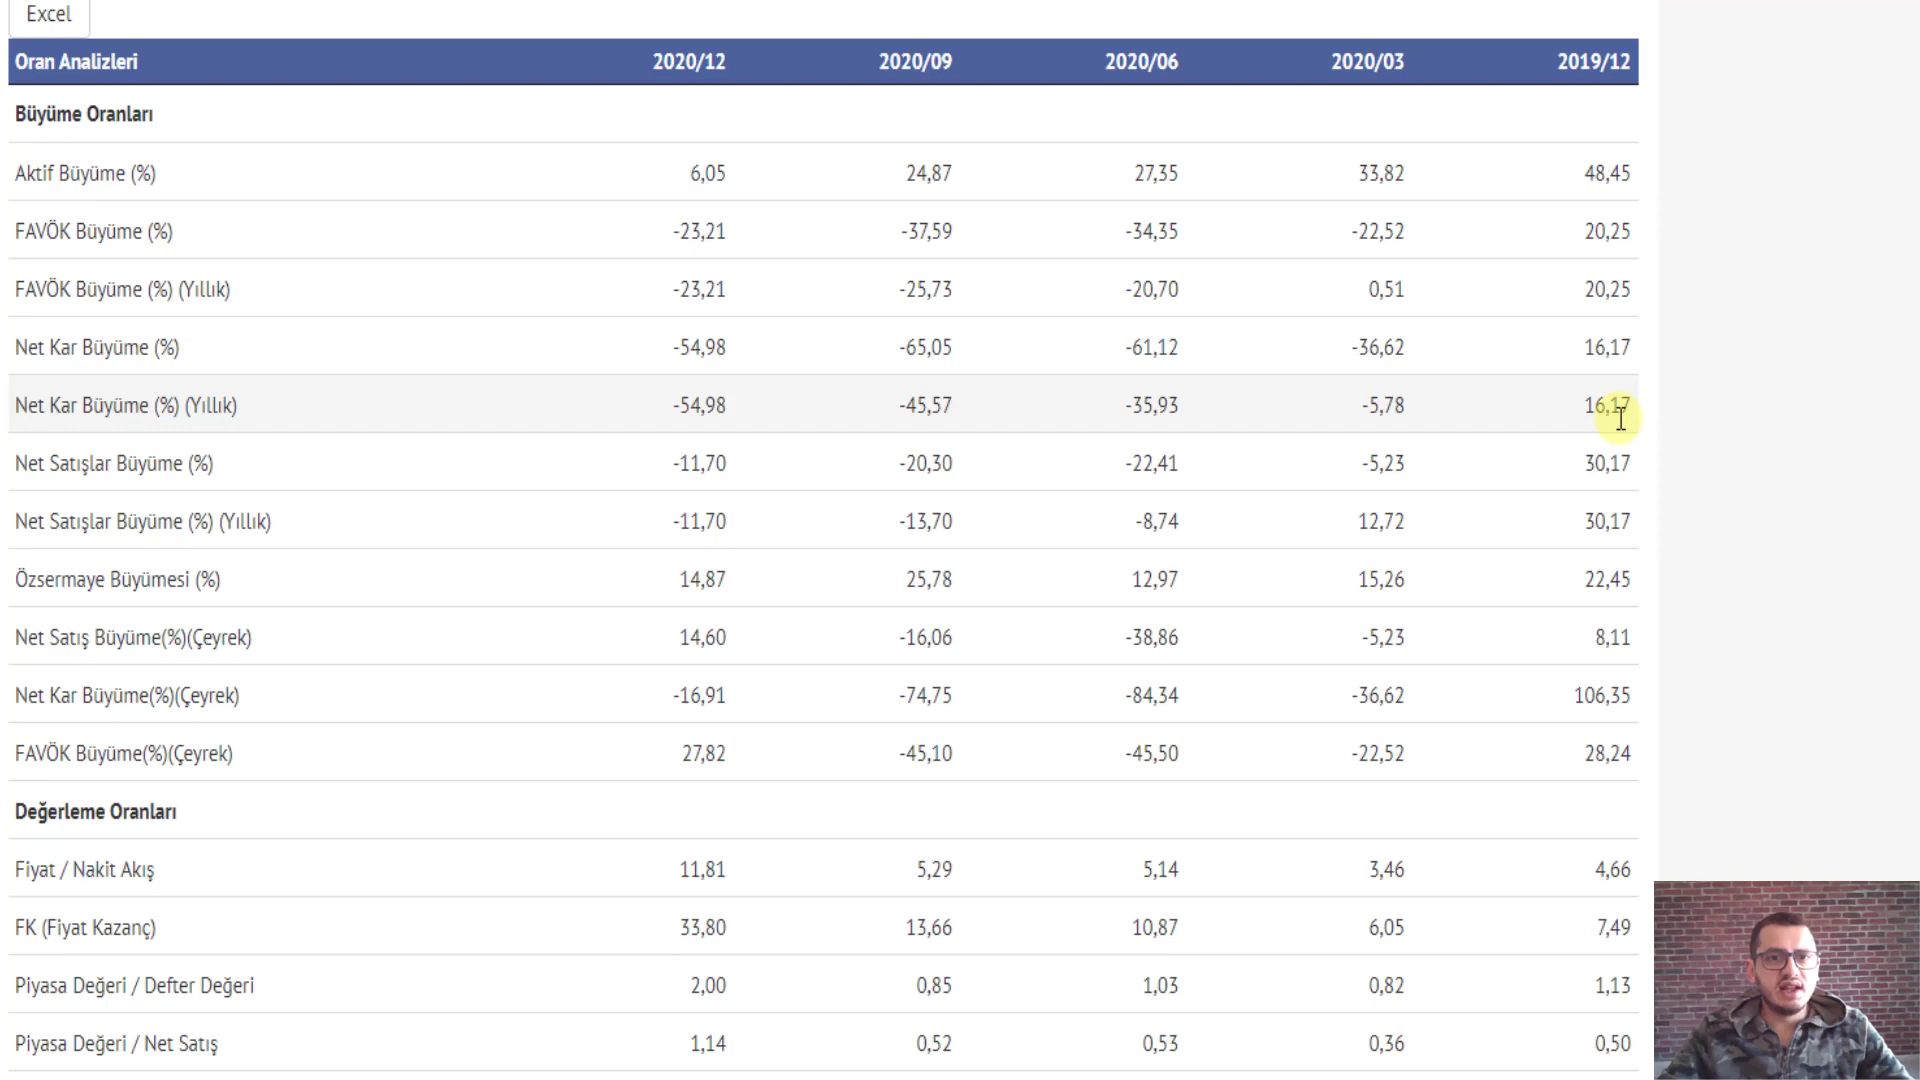 Excel
Oran Analizleri 2020/12 2020/09 2020/06 2020/03 2019/12
Büyüme Oranları
Aktif Büyüme (%) 6,05 24,87 27,35 33,82 48,45
FAVÖK Büyüme (%) -23,21 -37,59 -34,35 -22,52 20,25
FAVÖK Büyüme (%) (Yıllık) -23,21 -25,73 -20,70 0,51 20,25
Net Kar Büyüme (%) -54,98 -65,05 -61,12 -36,62 16,17
Net Kar Büyüme (%) (Yıllık) -54,98 -45,57 -35,93 -5,78 16,17
Net Satışlar Büyüme (%) -11,70 -20,30 -22,41 -5,23 30,17
Net Satışlar Büyüme (%) (Yıllık) -11,70 -13,70 -8,74 12,72 30,17
Özsermaye Büyümesi (%) 14,87 25,78 12,97 15,26 22,45
Net Satış Büyüme(%)(Çeyrek) 14,60 -16,06 -38,86 -5,23 8,11
Net Kar Büyüme(%)(Çeyrek) -16,91 -74,75 -84,34 -36,62 106,35
FAVÖK Büyüme(%)(Çeyrek) 27,82 -45,10 -45,50 -22,52 28,24
Değerleme Oranları
Fiyat / Nakit Akış 11,81 5,29 5,14 3,46 4,66
FK (Fiyat Kazanç) 33,80 13,66 10,87 6,05 7,49
Piyasa Değeri / Defter Değeri 2,00 0,85 1,03 0,82 1,13
Piyasa Değeri / Net Satış 1,14 0,52 0,53 0,36 0,50